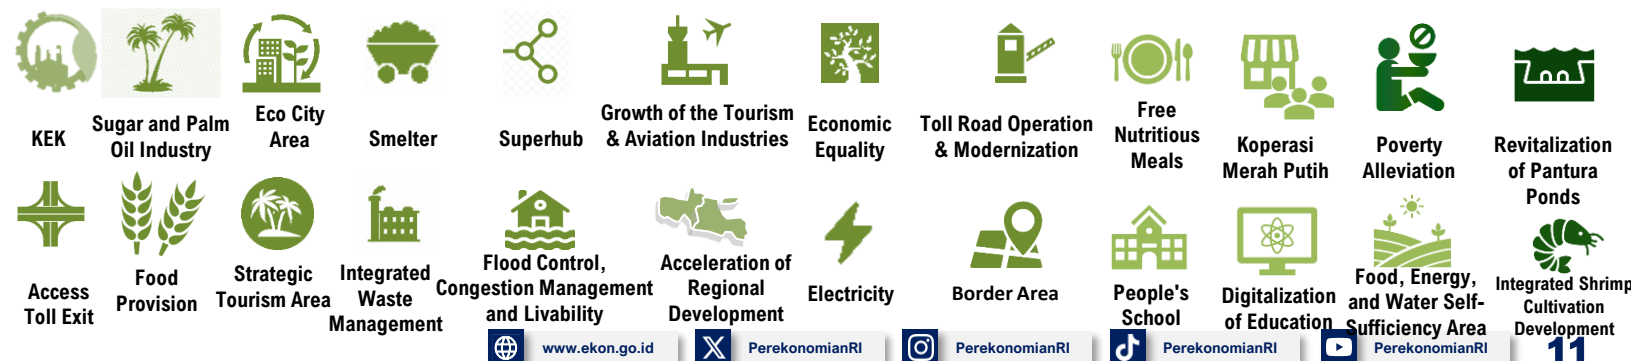 KEK
Sugar and Palm
Oil Industry
Eco City
Area
Smelter
Superhub
Growth of the Tourism
& Aviation Industries
Economic
Equality
Toll Road Operation
& Modernization
Free
Nutritious
Meals
Koperasi
Merah Putih
Poverty
Alleviation
Revitalization
of Pantura
Ponds
Access
Toll Exit
Food
Provision
Strategic
Tourism Area
Integrated
Waste
Management
Flood Control,
Congestion Management
and Livability
Acceleration of
Regional
Development
Electricity
Border Area
People's
School
Digitalization
of Education
Food, Energy,
and Water Self-
Sufficiency Area
Integrated Shrimp
Cultivation
Development
www.ekon.go.id
PerekonomianRI
PerekonomianRI
PerekonomianRI
PerekonomianRI
11